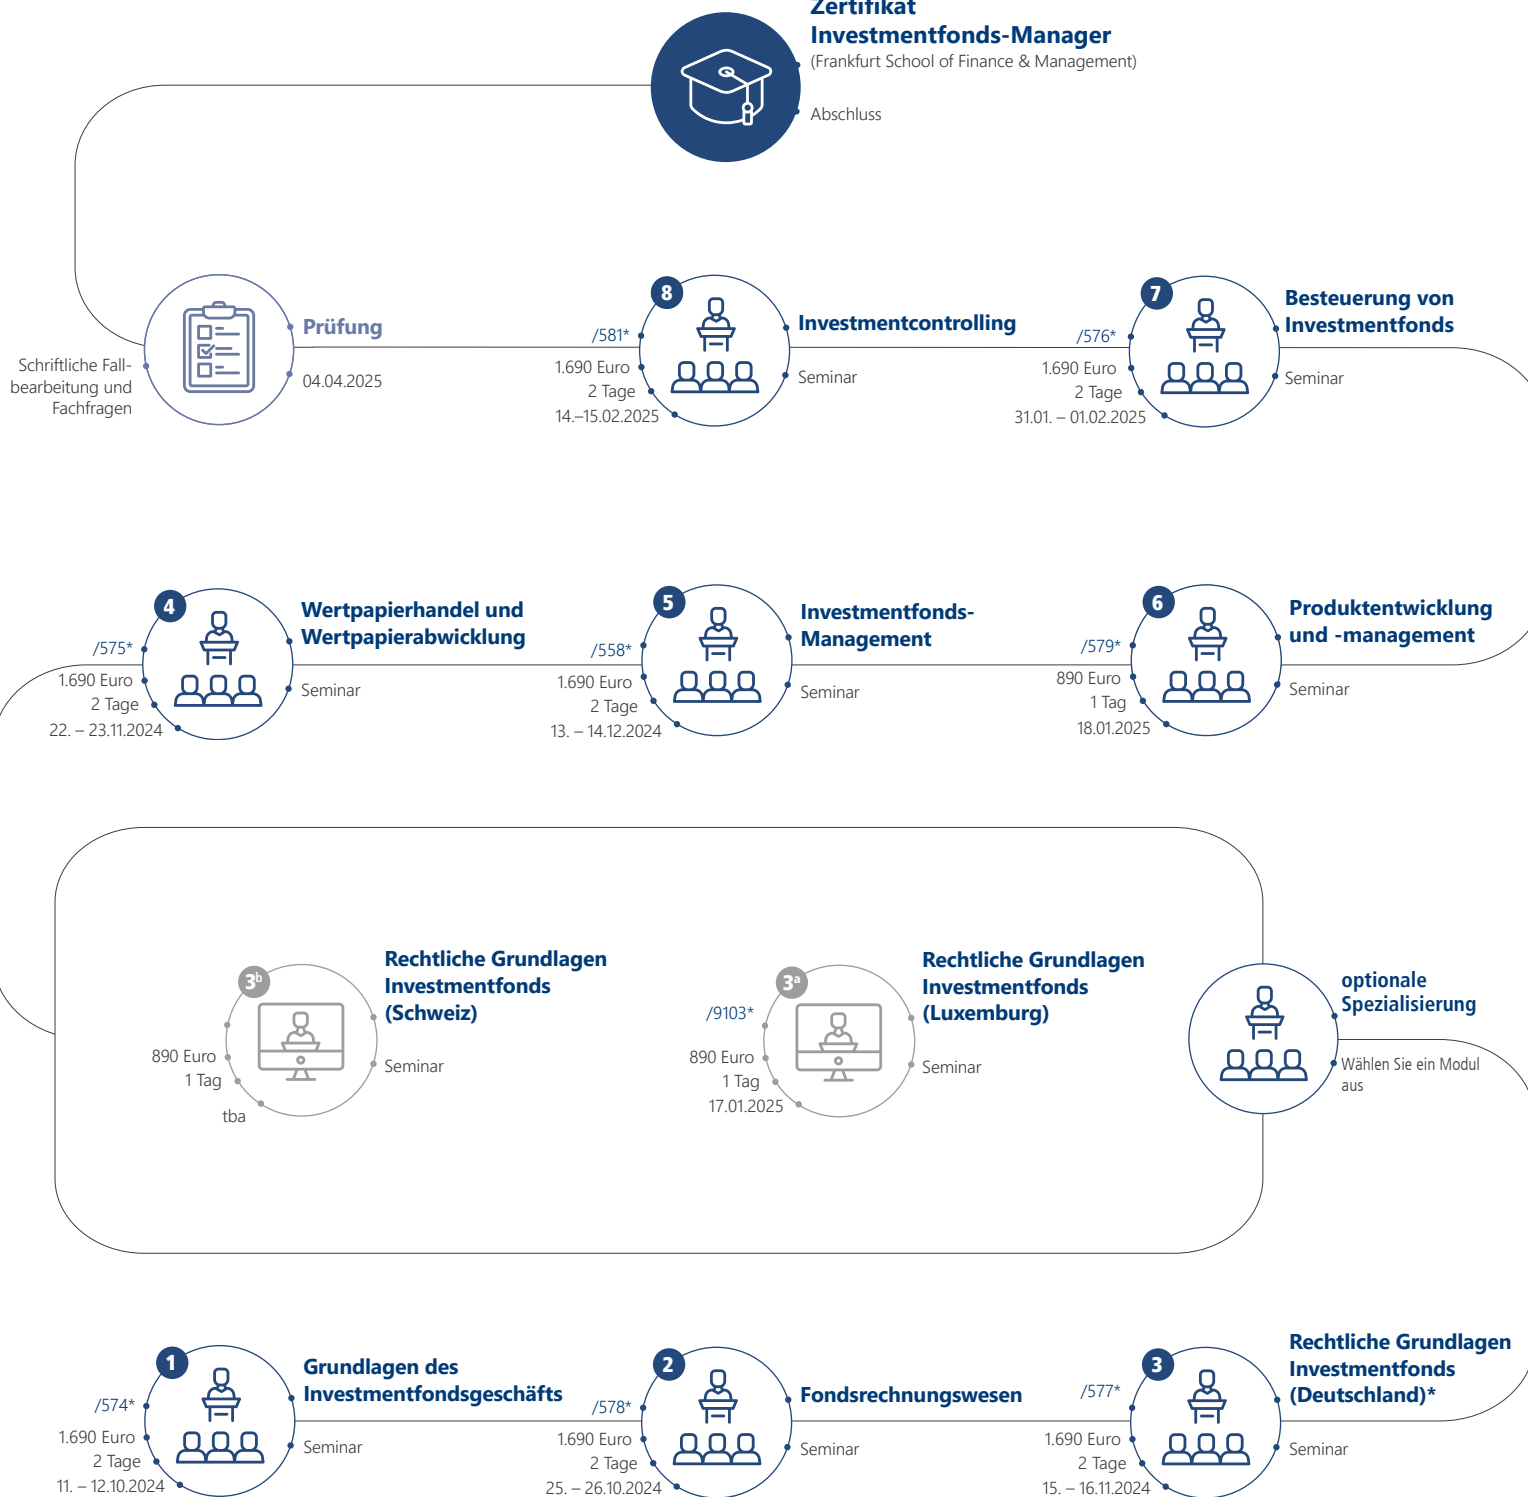 Zertifikat
Investmentfonds-Manager
(Frankfurt School of Finance & Management)
Abschluss
Schriftliche Fall-
bearbeitung und
Fachfragen
Prüfung
04.04.2025
8
/581*
1.690 Euro
2 Tage
14.–15.02.2025
Investmentcontrolling
Seminar
7
/576*
1.690 Euro
2 Tage
31.01. – 01.02.2025
Besteuerung von
Investmentfonds
Seminar
4
/575*
1.690 Euro
2 Tage
22. – 23.11.2024
Wertpapierhandel und
Wertpapierabwicklung
Seminar
5
/558*
1.690 Euro
2 Tage
13. – 14.12.2024
Investmentfonds-
Management
Seminar
6
/579*
890 Euro
1 Tag
18.01.2025
Produktentwicklung
und -management
Seminar
3b
890 Euro
1 Tag
tba
Rechtliche Grundlagen
Investmentfonds
(Schweiz)
Seminar
3a
/9103*
890 Euro
1 Tag
17.01.2025
Rechtliche Grundlagen
Investmentfonds
(Luxemburg)
Seminar
optionale
Spezialisierung
Wählen Sie ein Modul
aus
1
/574*
1.690 Euro
2 Tage
11. – 12.10.2024
Grundlagen des
Investmentfondsgeschäfts
Seminar
2
/578*
1.690 Euro
2 Tage
25. – 26.10.2024
Fondsrechnungswesen
Seminar
3
/577*
1.690 Euro
2 Tage
15. – 16.11.2024
Rechtliche Grundlagen
Investmentfonds
(Deutschland)*
Seminar